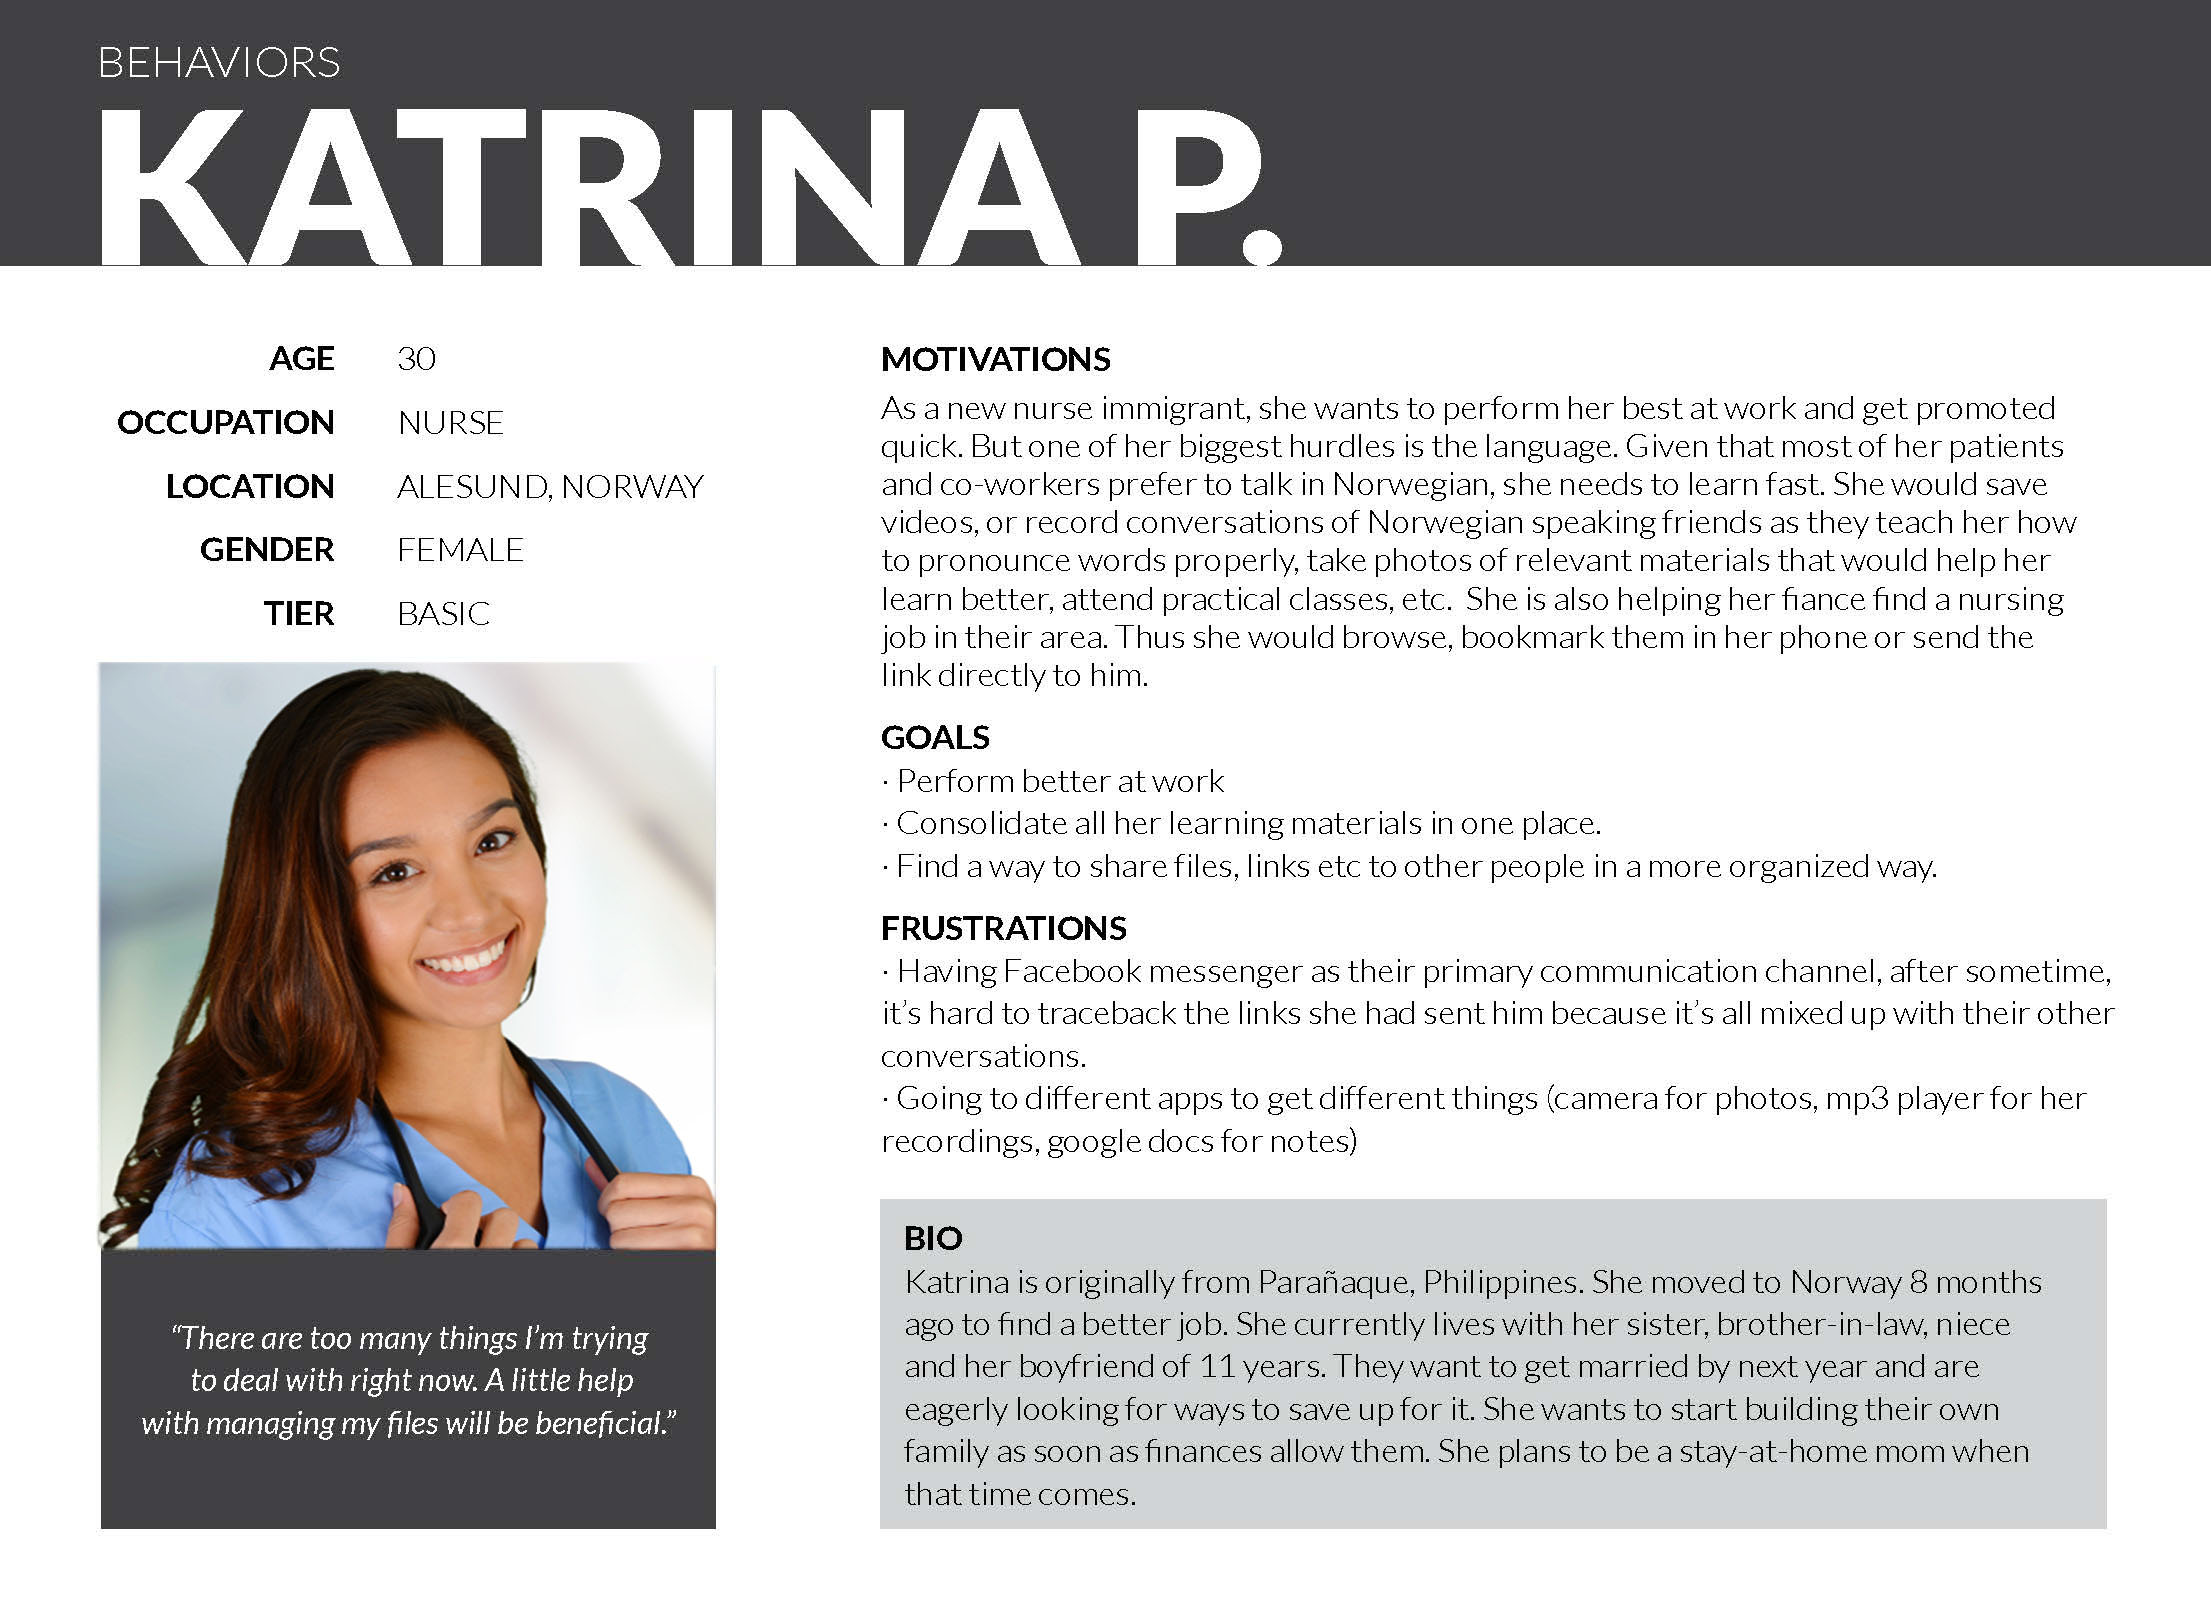 BEHAVIORS
KATRINA P.
AGE 30
OCCUPATION NURSE
LOCATION ALESUND, NORWAY
GENDER FEMALE
TIER BASIC
“There are too many things I’m trying
to deal with right now. A little help
with managing my files will be beneficial.”
MOTIVATIONS
As a new nurse immigrant, she wants to perform her best at work and get promoted
quick. But one of her biggest hurdles is the language. Given that most of her patients
and co-workers prefer to talk in Norwegian, she needs to learn fast. She would save
videos, or record conversations of Norwegian speaking friends as they teach her how
to pronounce words properly, take photos of relevant materials that would help her
learn better, attend practical classes, etc. She is also helping her fiance find a nursing
job in their area. Thus she would browse, bookmark them in her phone or send the
link directly to him.
GOALS
· Perform better at work
· Consolidate all her learning materials in one place.
· Find a way to share files, links etc to other people in a more organized way.
FRUSTRATIONS
· Having Facebook messenger as their primary communication channel, after sometime,
it’s hard to traceback the links she had sent him because it’s all mixed up with their other
conversations.
· Going to different apps to get different things (camera for photos, mp3 player for her
recordings, google docs for notes)
BIO
Katrina is originally from Parañaque, Philippines. She moved to Norway 8 months
ago to find a better job. She currently lives with her sister, brother-in-law, niece
and her boyfriend of 11 years. They want to get married by next year and are
eagerly looking for ways to save up for it. She wants to start building their own
family as soon as finances allow them. She plans to be a stay-at-home mom when
that time comes.